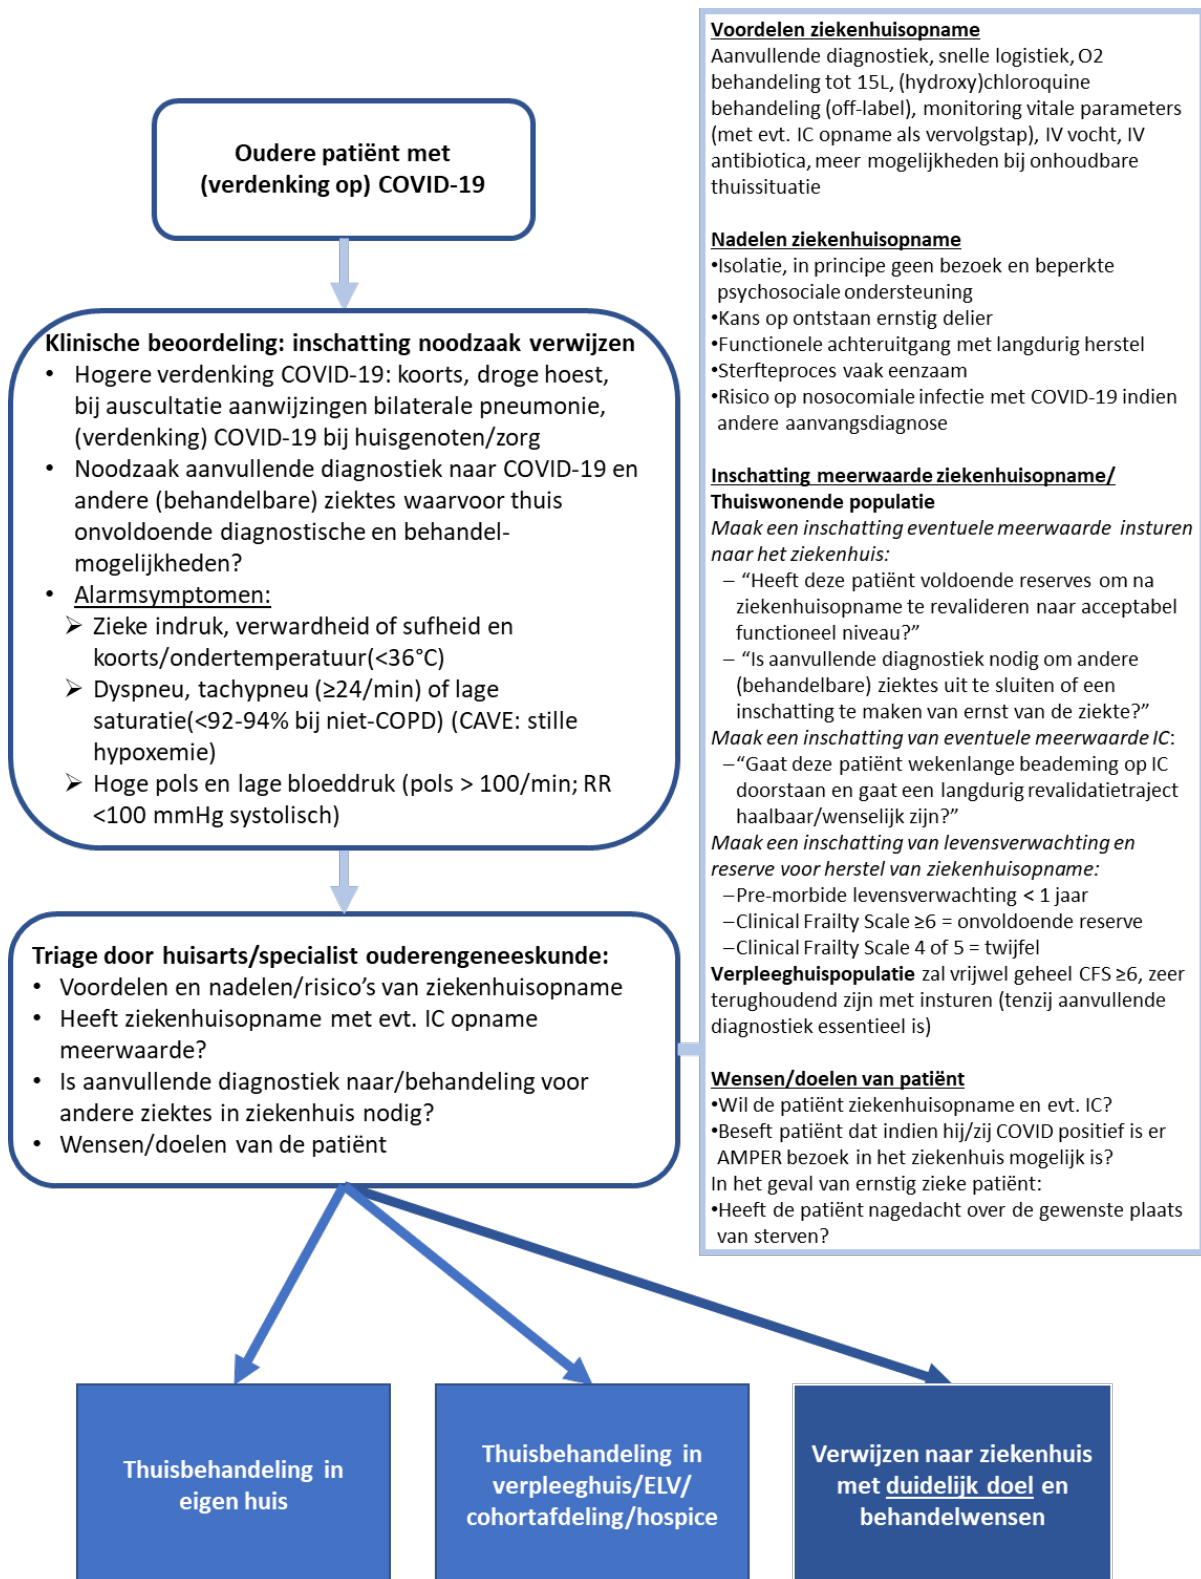 Oudere patiënt met
(verdenking op) COVID-19
Klinische beoordeling: inschatting noodzaak verwijzen
• Hogere verdenking COVID-19: koorts, droge hoest,
bij auscultatie aanwijzingen bilaterale pneumonie,
(verdenking) COVID-19 bij huisgenoten/zorg
• Noodzaak aanvullende diagnostiek naar COVID-19 en
andere (behandelbare) ziektes waarvoor thuis
onvoldoende diagnostische en behandel-
mogelijkheden?
• Alarmsymptomen:
➢ Zieke indruk, verwardheid of sufheid en
koorts/ondertemperatuur(<36°C)
➢ Dyspneu, tachypneu (≥24/min) of lage
saturatie(<92-94% bij niet-COPD) (CAVE: stille
hypoxemie)
➢ Hoge pols en lage bloeddruk (pols > 100/min; RR
<100 mmHg systolisch)
Triage door huisarts/specialist ouderengeneeskunde:
• Voordelen en nadelen/risico's van ziekenhuisopname
• Heeft ziekenhuisopname met evt. IC opname
meerwaarde?
• Is aanvullende diagnostiek naar/behandeling voor
andere ziektes in ziekenhuis nodig?
• Wensen/doelen van de patiënt
Voordelen ziekenhuisopname
Aanvullende diagnostiek, snelle logistiek, O2
behandeling tot 15L, (hydroxy)chloroquine
behandeling (off-label), monitoring vitale parameters
(met evt. IC opname als vervolgstap), IV vocht, IV
antibiotica, meer mogelijkheden bij onhoudbare
thuissituatie
Nadelen ziekenhuisopname
•Isolatie, in principe geen bezoek en beperkte
psychosociale ondersteuning
•Kans op ontstaan ernstig delier
•Functionele achteruitgang met langdurig herstel
•Sterfteproces vaak eenzaam
•Risico op nosocomiale infectie met COVID-19 indien
andere aanvangsdiagnose
Inschatting meerwaarde ziekenhuisopname/
Thuiswonende populatie
Maak een inschatting eventuele meerwaarde insturen
naar het ziekenhuis:
– “Heeft deze patiënt voldoende reserves om na
ziekenhuisopname te revalideren naar acceptabel
functioneel niveau?”
– “Is aanvullende diagnostiek nodig om andere
(behandelbare) ziektes uit te sluiten of een
inschatting te maken van ernst van de ziekte?”
Maak een inschatting van eventuele meerwaarde IC:
–“Gaat deze patiënt wekenlange beademing op IC
doorstaan en gaat een langdurig revalidatietraject
haalbaar/wenselijk zijn?”
Maak een inschatting van levensverwachting en
reserve voor herstel van ziekenhuisopname:
–Pre-morbide levensverwachting < 1 jaar
–Clinical Frailty Scale ≥6 = onvoldoende reserve
–Clinical Frailty Scale 4 of 5 = twijfel
Verpleeghuispopulatie zal vrijwel geheel CFS ≥6, zeer
terughoudend zijn met insturen (tenzij aanvullende
diagnostiek essentieel is)
Wensen/doelen van patiënt
•Wil de patiënt ziekenhuisopname en evt. IC?
•Beseft patiënt dat indien hij/zij COVID positief is er
AMPER bezoek in het ziekenhuis mogelijk is?
In het geval van ernstig zieke patiënt:
•Heeft de patiënt nagedacht over de gewenste plaats
van sterven?
Thuisbehandeling in
eigen huis
Thuisbehandeling in
verpleeghuis/ELV/
cohortafdeling/hospice
Verwijzen naar ziekenhuis
met duidelijk doel en
behandelwensen